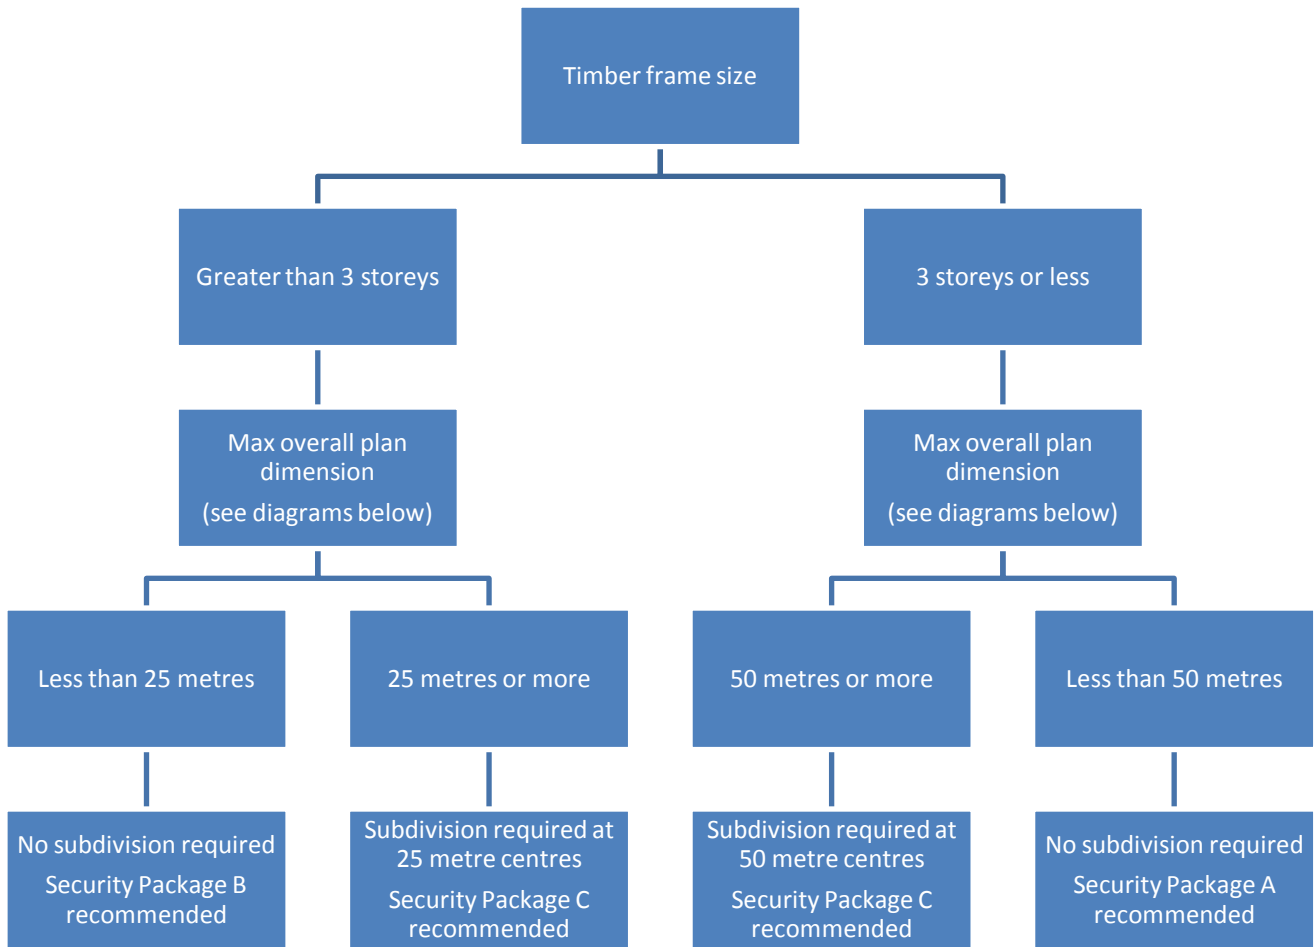 Timber frame size
Greater than 3 storeys
3 storeys or less
Max overall plan
dimension
(see diagrams below)
Max overall plan
dimension
(see diagrams below)
Less than 25 metres
25 metres or more
50 metres or more
Less than 50 metres
No subdivision required
Security Package B
recommended
Subdivision required at
25 metre centres
Security Package C
recommended
Subdivision required at
50 metre centres
Security Package C
recommended
No subdivision required
Security Package A
recommended